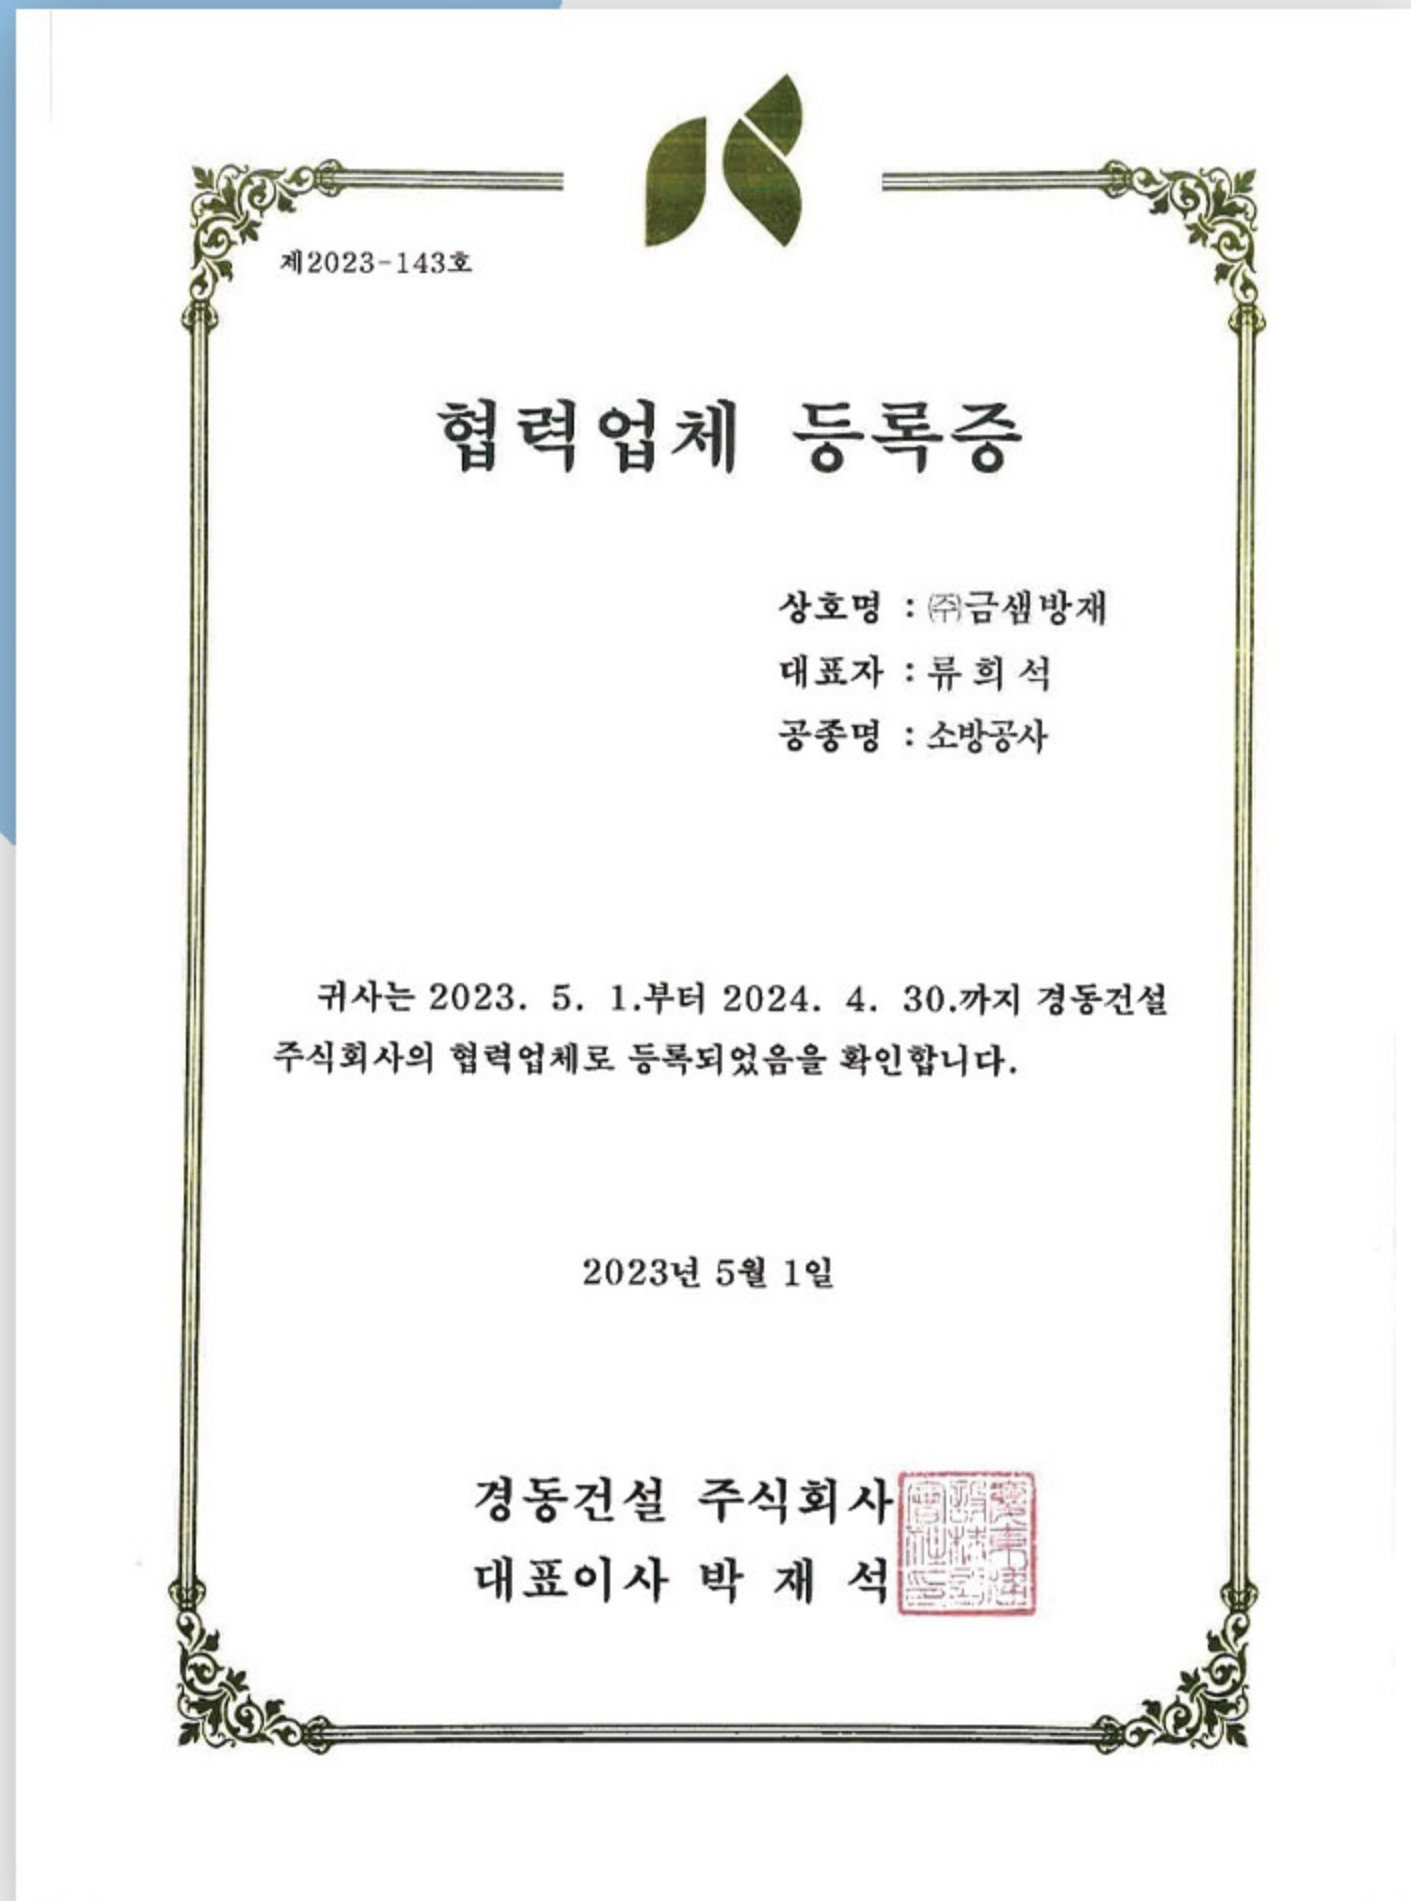 제2023-143호
협력업체 등록증
상호명 : ㈜금샘방재
대표자 : 류 희 석
공종명 : 소방공사
귀사는 2023. 5. 1.부터 2024. 4. 30.까지 경동건설
주식회사의 협력업체로 등록되었음을 확인합니다.
2023년 5월 1일
경동건설 주식회사
대표이사 박 재 석